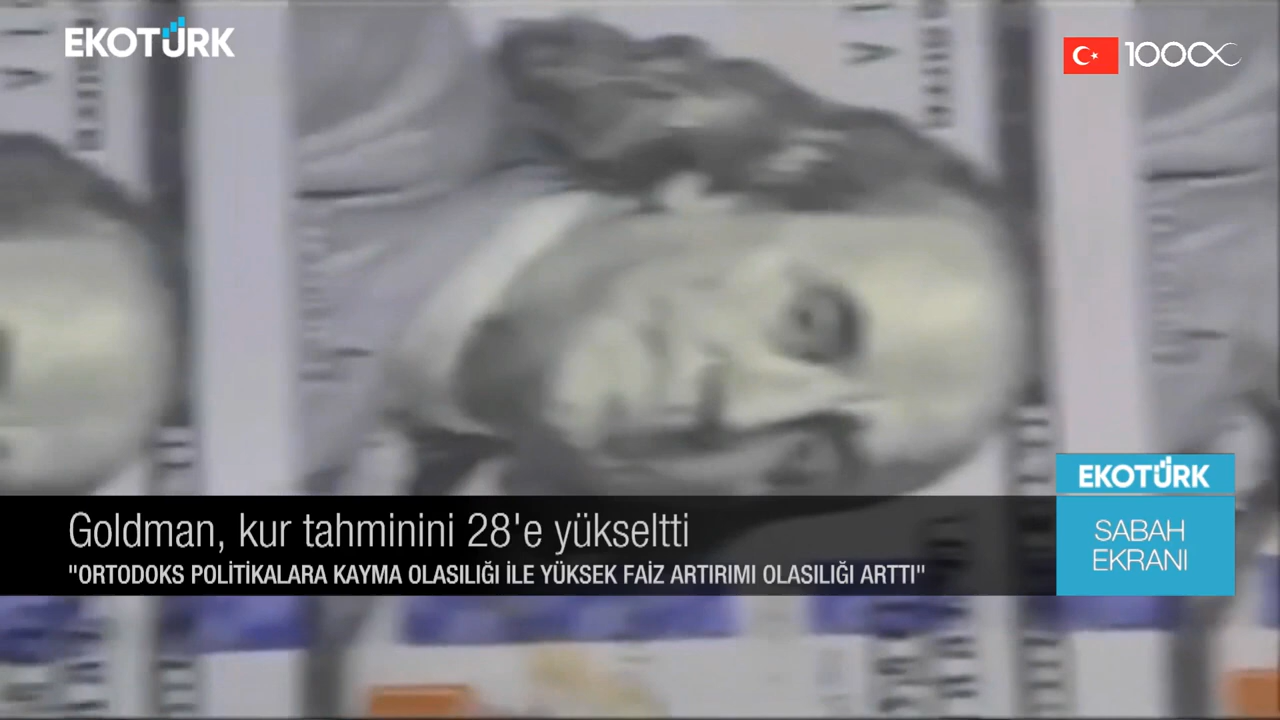 EKOTÜRK
100
Goldman, kur tahminini 28'e yükseltti
"ORTODOKS POLİTİKALARA KAYMA OLASILIĞI İLE YÜKSEK FAİZ ARTIRIMI OLASILIĞI ARTTI"
EKOTÜRK
SABAH
EKRANI